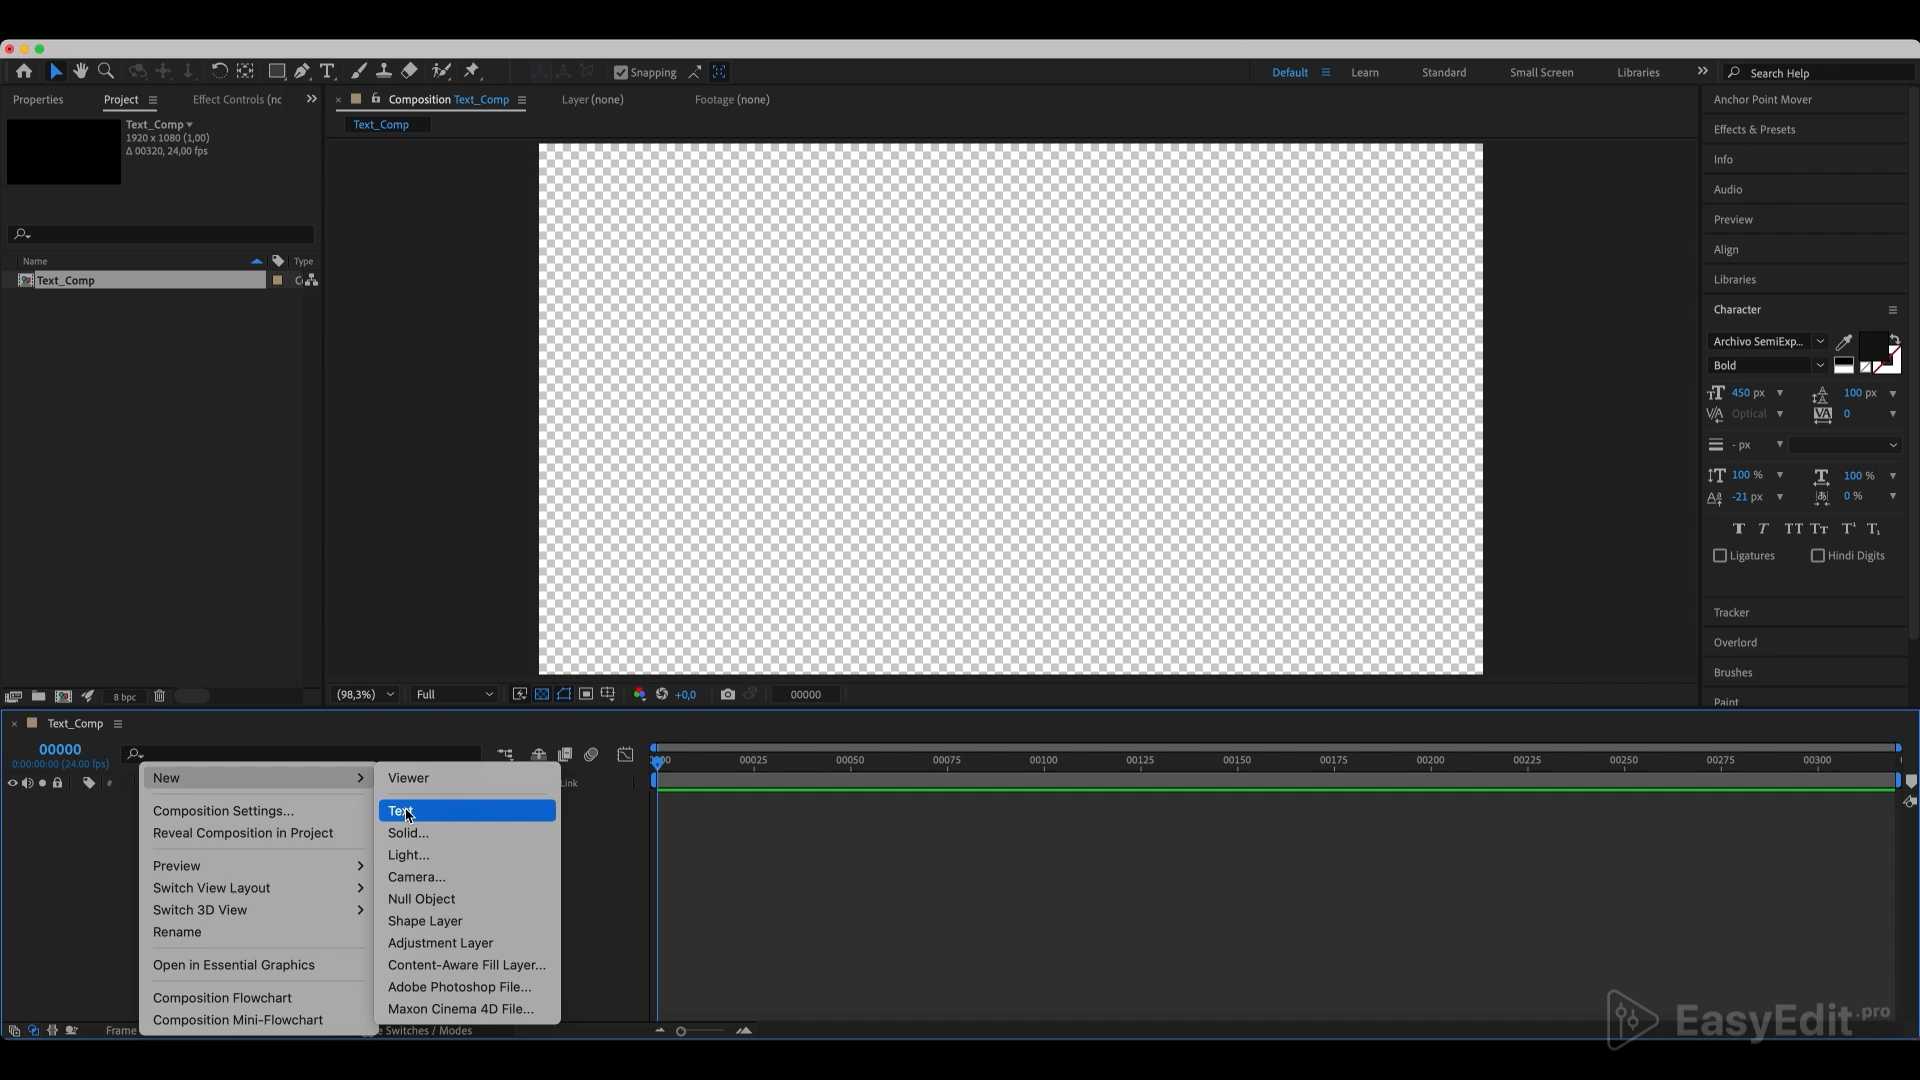 Snapping
Default
Learn
Standard
Small Screen
Libraries
Search Help
Properties
Project
Effect Controls (nc
Composition Text_Comp
Layer (none)
Footage (none)
Text_Comp
Text_Comp
1920 x 1080 (1,00)
Δ 00320, 24,00 fps
Name
Type
Text_Comp
8 bpc
(98,3%)
Full
+0,0
00000
Anchor Point Mover
Effects & Presets
Info
Audio
Preview
Align
Libraries
Character
Archivo SemiExp...
Bold
450 px
100 px
Optical
0
- px
100 %
100 %
-21 px
0 %
Ligatures
Hindi Digits
Tracker
Overlord
Brushes
Paint
Text_Comp
00000
0:00:00:00 (24.00 fps)
#
Link
00025
00050
00075
00100
00125
00150
00175
00200
00225
00250
00275
00300
New
Composition Settings...
Reveal Composition in Project
Preview
Switch View Layout
Switch 3D View
Rename
Open in Essential Graphics
Composition Flowchart
Composition Mini-Flowchart
Viewer
Text
Solid...
Light...
Camera...
Null Object
Shape Layer
Adjustment Layer
Content-Aware Fill Layer...
Adobe Photoshop File...
Maxon Cinema 4D File...
Frame
Switches / Modes
EasyEdit.pro